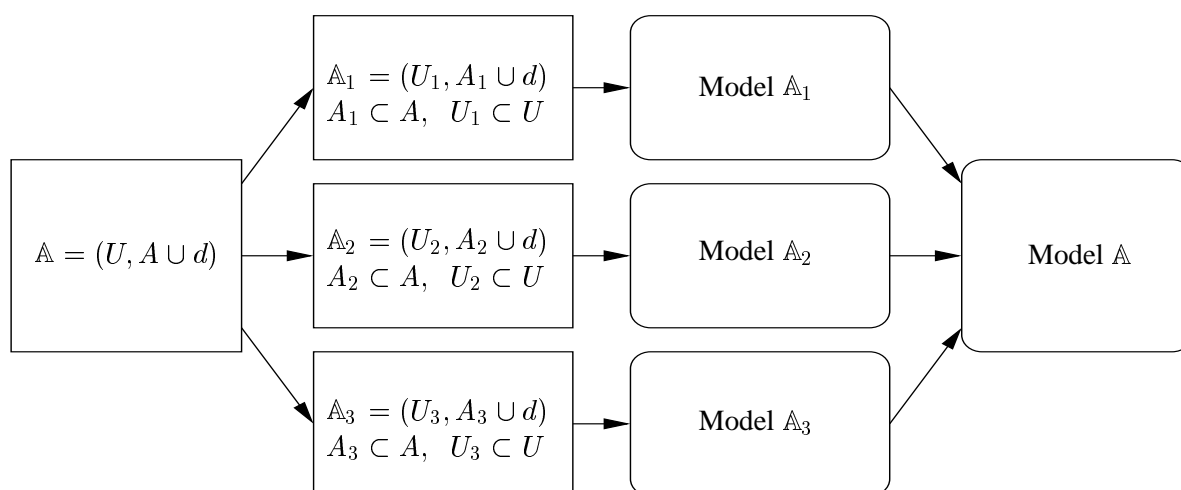 𝔸 = (U, A ∪ d)
𝔸₁ = (U₁, A₁ ∪ d)
A₁ ⊂ A, U₁ ⊂ U
Model 𝔸₁
𝔸₂ = (U₂, A₂ ∪ d)
A₂ ⊂ A, U₂ ⊂ U
Model 𝔸₂
𝔸₃ = (U₃, A₃ ∪ d)
A₃ ⊂ A, U₃ ⊂ U
Model 𝔸₃
Model 𝔸